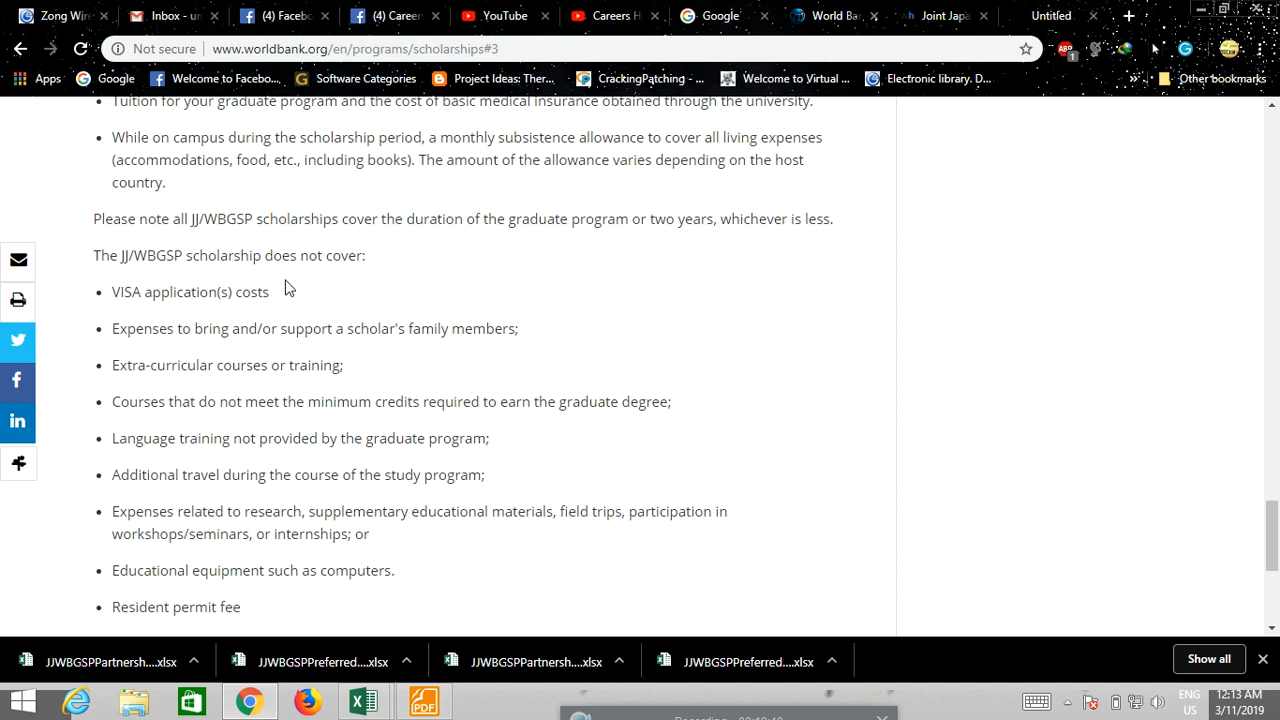 Zong Wire
Inbox - un
(4) Facebo
(4) Career
YouTube
Careers H
Google
World Ba
Joint Japa
Untitled
Not secure
www.worldbank.org/en/programs/scholarships#3
ABP
1
Apps
Google
Welcome to Facebo...
Software Categories
Project Ideas: Ther...
CrackingPatching - ...
Welcome to Virtual ...
Electronic library. D...
Other bookmarks
• Tuition for your graduate program and the cost of basic medical insurance obtained through the university.
• While on campus during the scholarship period, a monthly subsistence allowance to cover all living expenses
(accommodations, food, etc., including books). The amount of the allowance varies depending on the host
country.
Please note all JJ/WBGSP scholarships cover the duration of the graduate program or two years, whichever is less.
The JJ/WBGSP scholarship does not cover:
• VISA application(s) costs
• Expenses to bring and/or support a scholar's family members;
• Extra-curricular courses or training;
• Courses that do not meet the minimum credits required to earn the graduate degree;
• Language training not provided by the graduate program;
• Additional travel during the course of the study program;
• Expenses related to research, supplementary educational materials, field trips, participation in
workshops/seminars, or internships; or
• Educational equipment such as computers.
• Resident permit fee
JJWBGSPPartnersh....xlsx
JJWBGSPPreferred....xlsx
JJWBGSPPartnersh....xlsx
JJWBGSPPreferred....xlsx
Show all
ENG
US
12:13 AM
3/11/2019